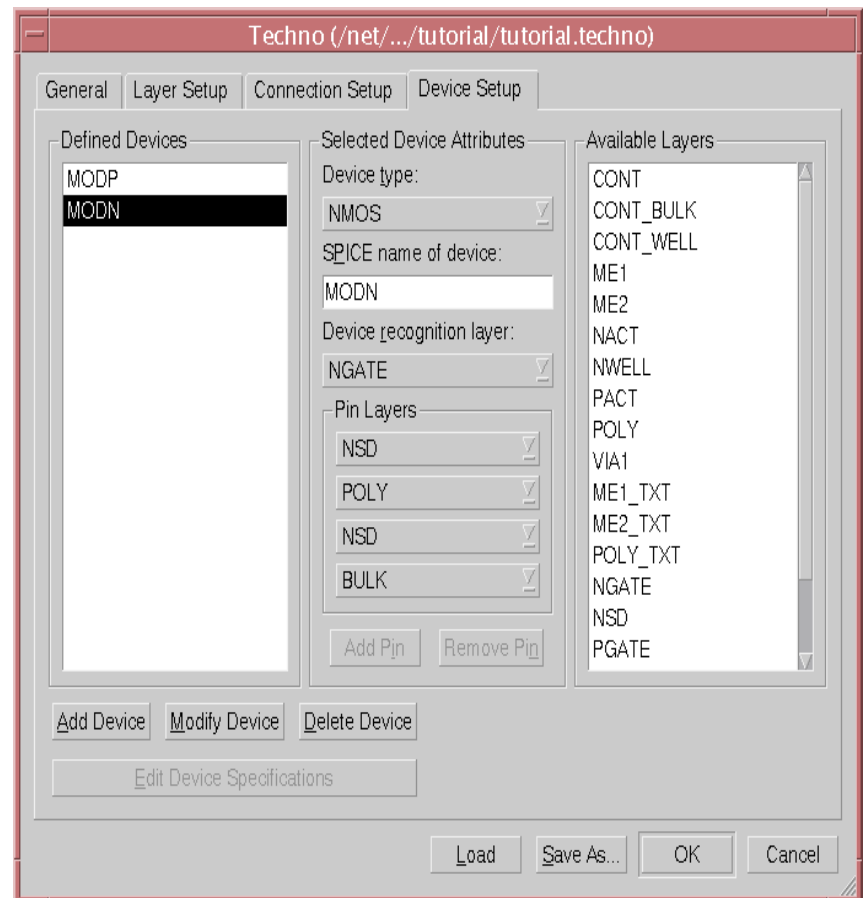 Techno (/net/.../tutorial/tutorial.techno)
General
Layer Setup
Connection Setup
Device Setup
Defined Devices
MODP
MODN
Selected Device Attributes
Device type:
NMOS
SPICE name of device:
MODN
Device recognition layer:
NGATE
Pin Layers
NSD
POLY
NSD
BULK
Add Pin
Remove Pin
Available Layers
CONT
CONT_BULK
CONT_WELL
ME1
ME2
NACT
NWELL
PACT
POLY
VIA1
ME1_TXT
ME2_TXT
POLY_TXT
NGATE
NSD
PGATE
Add Device
Modify Device
Delete Device
Edit Device Specifications
Load
Save As...
OK
Cancel